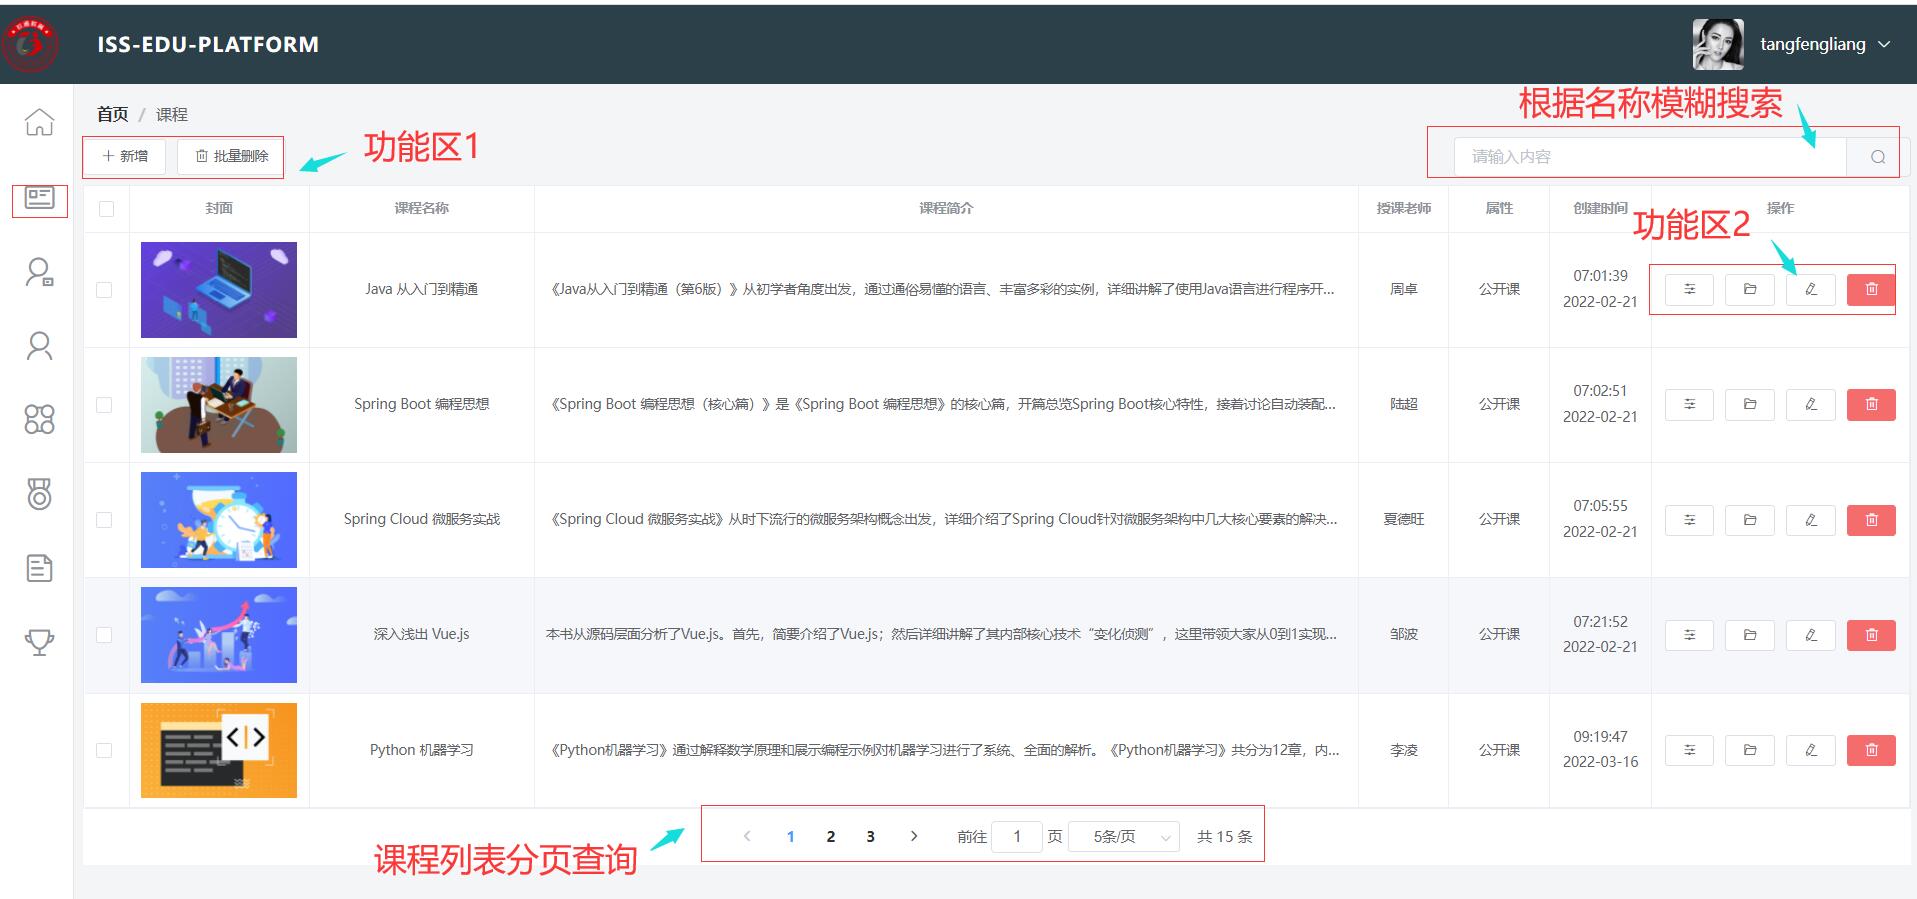 ISS-EDU-PLATFORM
tangfengliang
首页 / 课程
根据名称模糊搜索
新增
批量删除
功能区1
请输入内容
封面
课程名称
课程简介
授课老师
属性
创建时间
操作
功能区2
Java 从入门到精通
《Java从入门到精通（第6版）》从初学者角度出发，通过通俗易懂的语言、丰富多彩的实例，详细讲解了使用Java语言进行程序开...
周卓
公开课
07:01:39
2022-02-21
Spring Boot 编程思想
《Spring Boot 编程思想（核心篇）》是《Spring Boot 编程思想》的核心篇，开篇总览Spring Boot核心特性，接着讨论自动装配...
陆超
公开课
07:02:51
2022-02-21
Spring Cloud 微服务实战
《Spring Cloud 微服务实战》从时下流行的微服务架构概念出发，详细介绍了Spring Cloud针对微服务架构中几大核心要素的解决...
夏德旺
公开课
07:05:55
2022-02-21
深入浅出 Vue.js
本书从源码层面分析了Vue.js。首先，简要介绍了Vue.js；然后详细讲解了其内部核心技术“变化侦测”，这里带领大家从0到1实现...
邹波
公开课
07:21:52
2022-02-21
Python 机器学习
《Python机器学习》通过解释数学原理和展示编程示例对机器学习进行了系统、全面的解析。《Python机器学习》共分为12章，内...
李凌
公开课
09:19:47
2022-03-16
1 2 3 前往 1 页 5条/页 共 15 条
课程列表分页查询